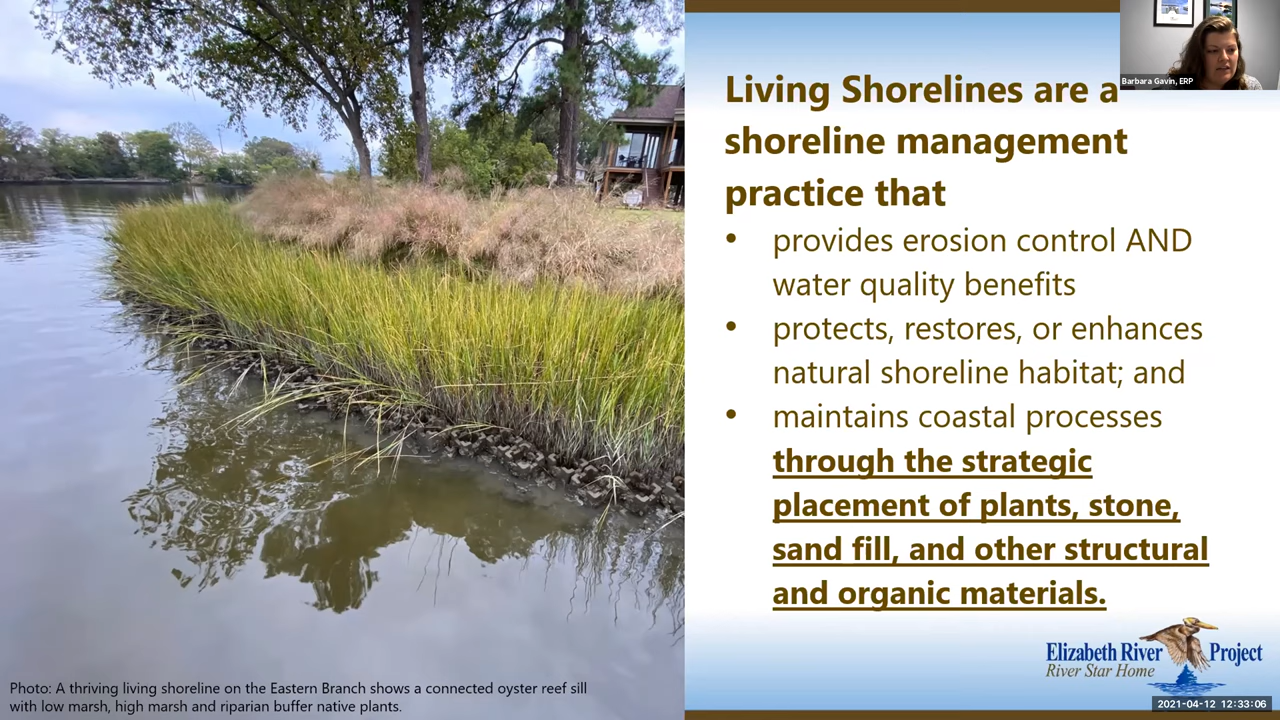 Living Shorelines are a
shoreline management
practice that
• provides erosion control AND
water quality benefits
• protects, restores, or enhances
natural shoreline habitat; and
• maintains coastal processes
through the strategic
placement of plants, stone,
sand fill, and other structural
and organic materials.
Barbara Gavin, ERP
Photo: A thriving living shoreline on the Eastern Branch shows a connected oyster reef sill
with low marsh, high marsh and riparian buffer native plants.
Elizabeth River Project
River Star Home
2021-04-12 12:33:06